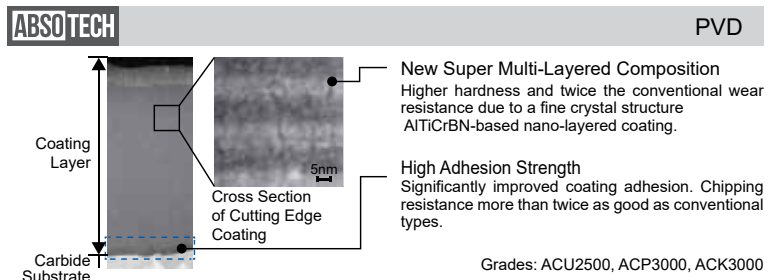 ABSOTECH
PVD
Coating
Layer
Carbide
Substrate
5nm
Cross Section
of Cutting Edge
Coating
New Super Multi-Layered Composition
Higher hardness and twice the conventional wear
resistance due to a fine crystal structure
AlTiCrBN-based nano-layered coating.
High Adhesion Strength
Significantly improved coating adhesion. Chipping
resistance more than twice as good as conventional
types.
Grades: ACU2500, ACP3000, ACK3000